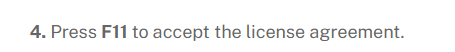 4. Press F11 to accept the license agreement.